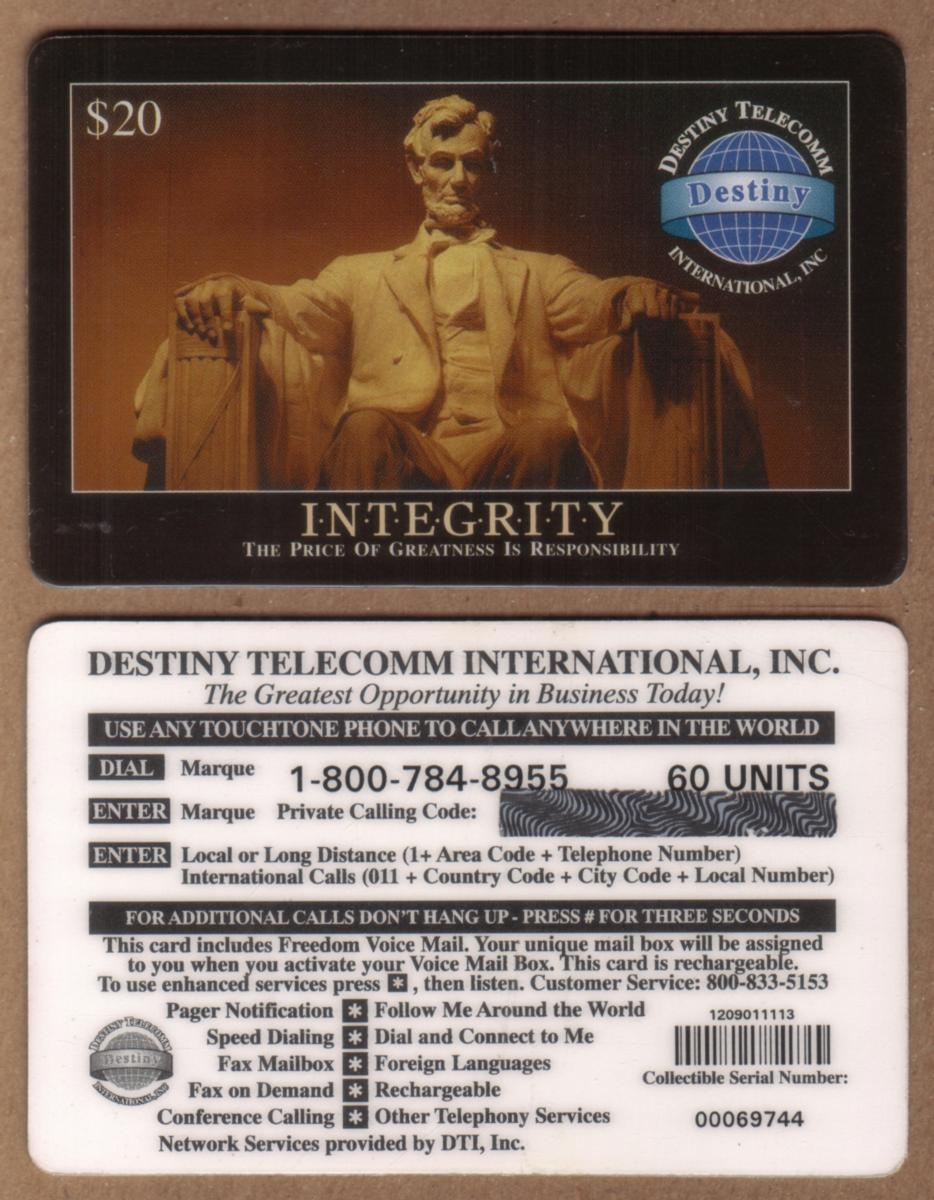 $20
DESTINY TELECOMM
Destiny
INTERNATIONAL, INC
I·N·T·E·G·R·I·T·Y
THE PRICE OF GREATNESS IS RESPONSIBILITY
DESTINY TELECOMM INTERNATIONAL, INC.
The Greatest Opportunity in Business Today!
USE ANY TOUCHTONE PHONE TO CALL ANYWHERE IN THE WORLD
DIAL Marque 1-800-784-8955 60 UNITS
ENTER Marque Private Calling Code:
ENTER Local or Long Distance (1+ Area Code + Telephone Number)
International Calls (011 + Country Code + City Code + Local Number)
FOR ADDITIONAL CALLS DON'T HANG UP - PRESS # FOR THREE SECONDS
This card includes Freedom Voice Mail. Your unique mail box will be assigned
to you when you activate your Voice Mail Box. This card is rechargeable.
To use enhanced services press *, then listen. Customer Service: 800-833-5153
Pager Notification * Follow Me Around the World
Speed Dialing * Dial and Connect to Me
Fax Mailbox * Foreign Languages
Fax on Demand * Rechargeable
Conference Calling * Other Telephony Services
Network Services provided by DTI, Inc.
DESTINY TELECOMM
Destiny
INTERNATIONAL, INC
1209011113
Collectible Serial Number:
00069744